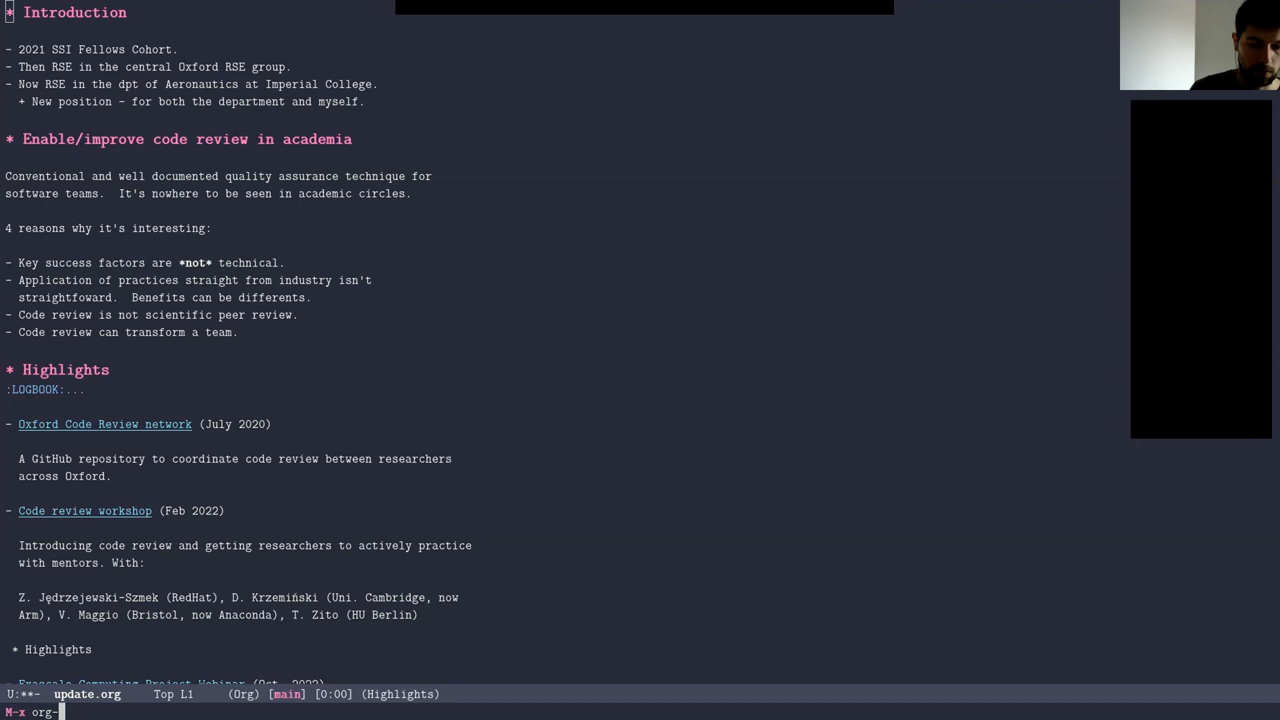 * Introduction
- 2021 SSI Fellows Cohort.
- Then RSE in the central Oxford RSE group.
- Now RSE in the dpt of Aeronautics at Imperial College.
+ New position - for both the department and myself.
* Enable/improve code review in academia
Conventional and well documented quality assurance technique for
software teams.  It's nowhere to be seen in academic circles.
4 reasons why it's interesting:
- Key success factors are *not* technical.
- Application of practices straight from industry isn't
straightfoward.  Benefits can be differents.
- Code review is not scientific peer review.
- Code review can transform a team.
* Highlights
:LOGBOOK:...
- Oxford Code Review network (July 2020)
A GitHub repository to coordinate code review between researchers
across Oxford.
- Code review workshop (Feb 2022)
Introducing code review and getting researchers to actively practice
with mentors. With:
Z. Jędrzejewski-Szmek (RedHat), D. Krzemiński (Uni. Cambridge, now
Arm), V. Maggio (Bristol, now Anaconda), T. Zito (HU Berlin)
* Highlights
- Exascale Computing Project Webinar (Oct. 2022)
U:**-  update.org     Top L1     (Org) [main] [0:00] (Highlights)
M-x org-